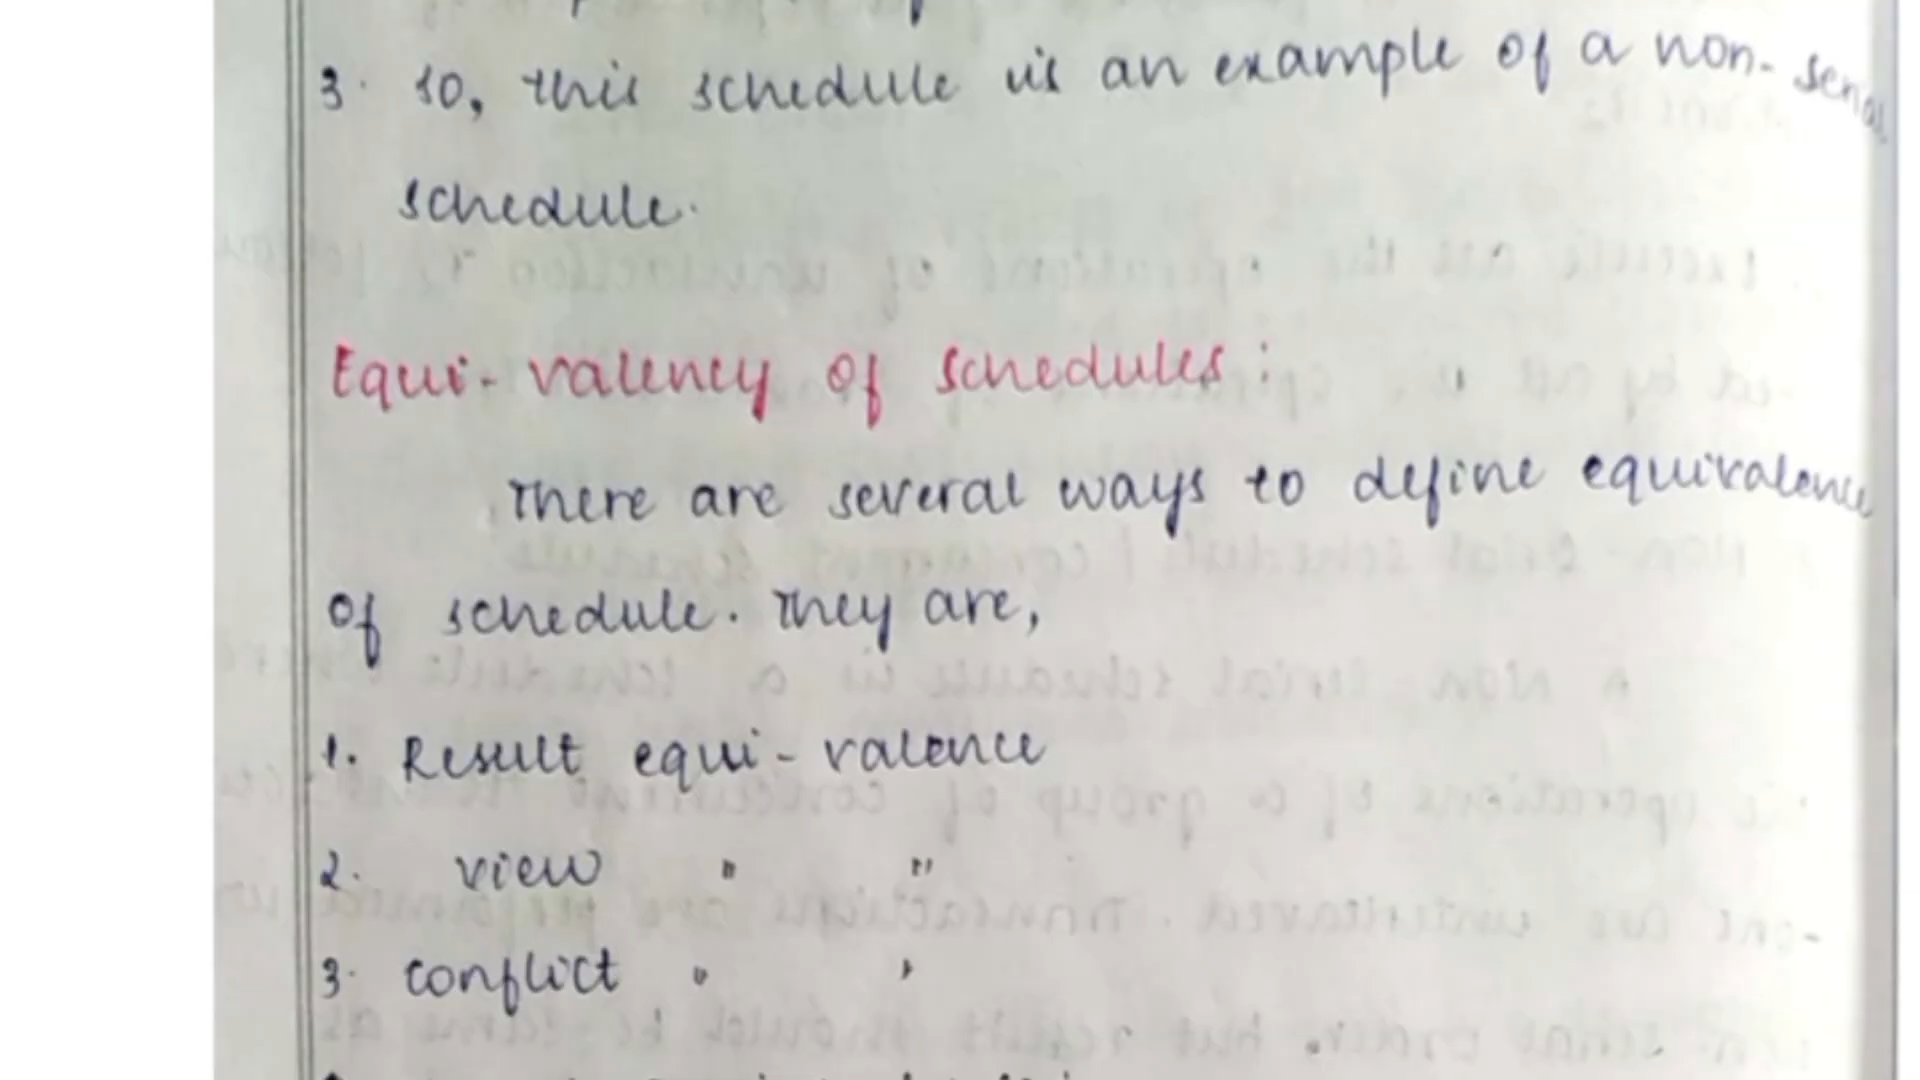 3. so, this schedule is an example of a non-serial
schedule.
Equi-valency of schedules:
There are several ways to define equivalence
of schedule. They are,
1. Result equi-valence
2. view " "
3. conflict " "